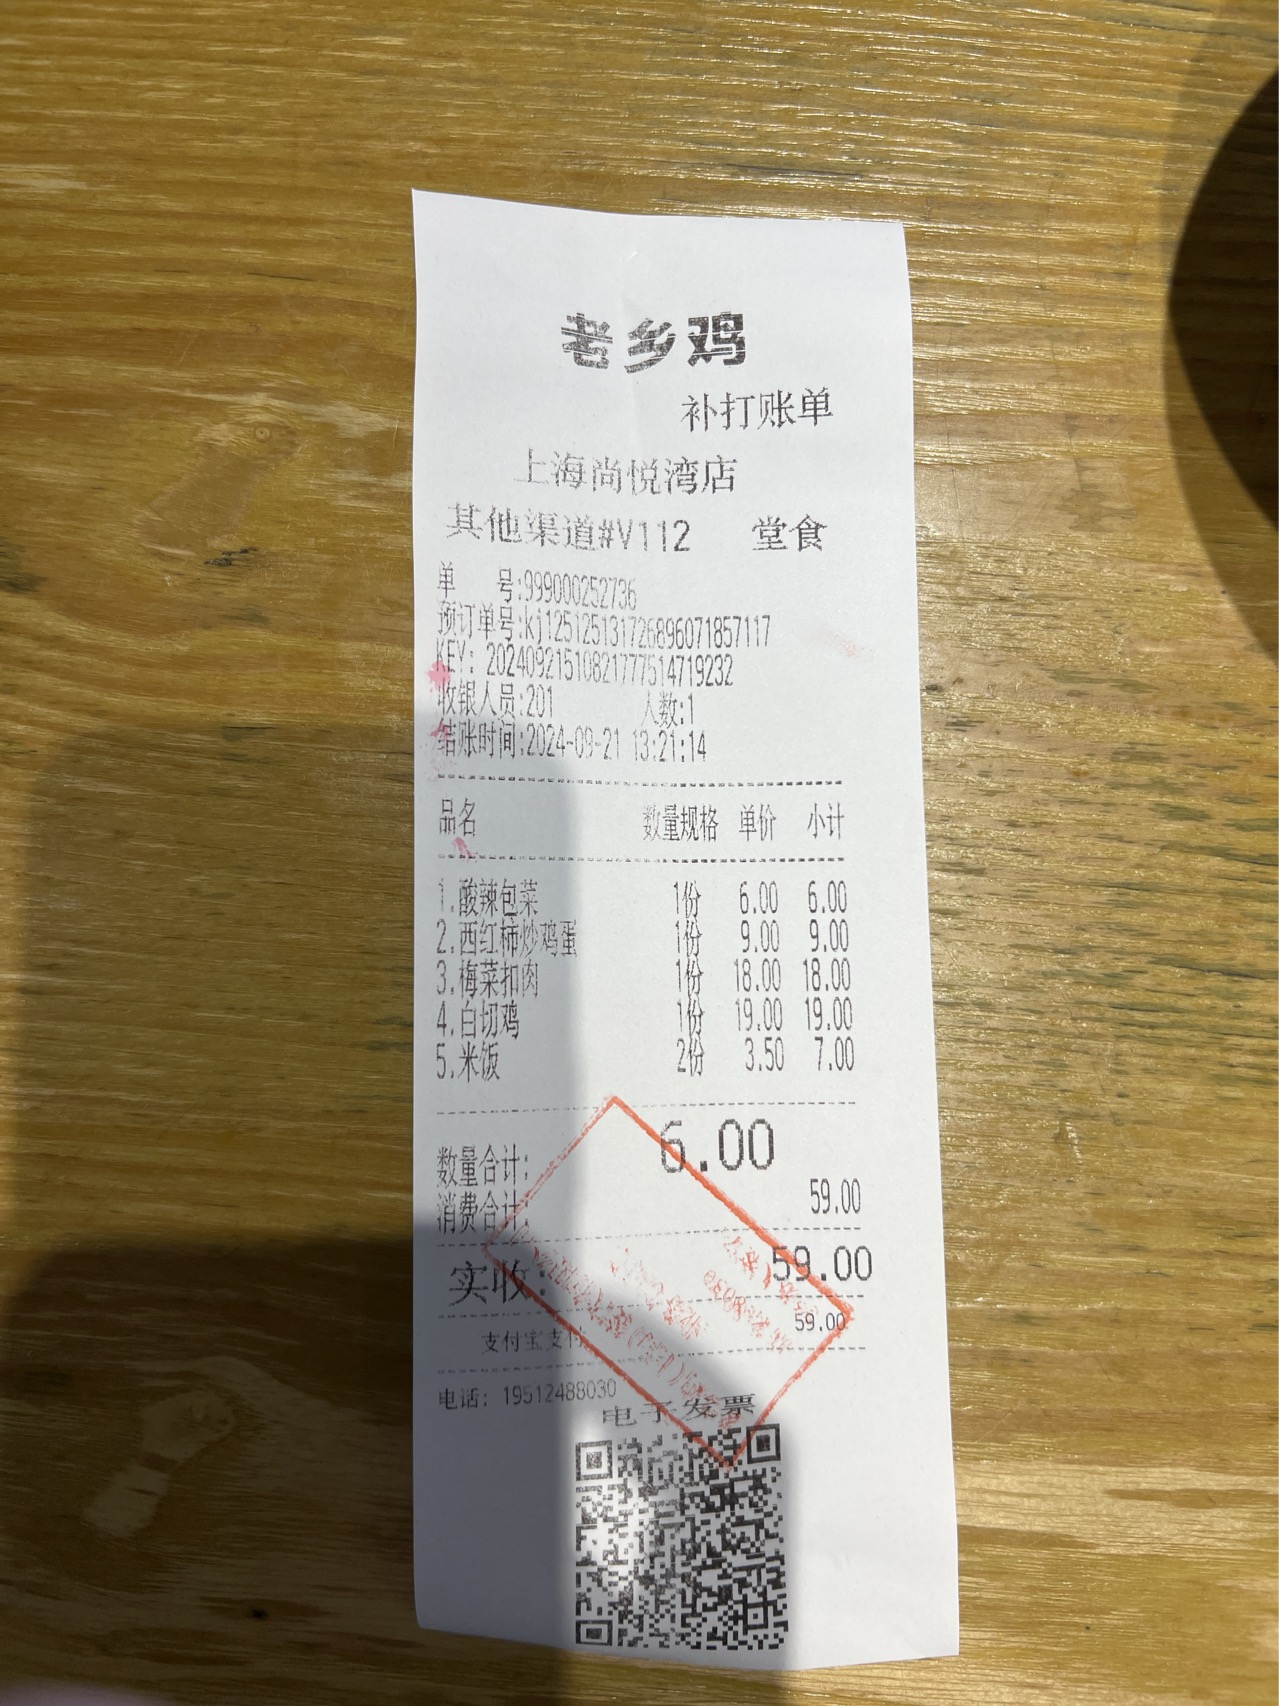 老乡鸡
补打账单
上海尚悦湾店
其他渠道#V112 堂食
单 号:999000252736
预订单号:kj1251251317268960718571​17
KEY: 20240921510821777514719232
收银人员:201 人数:1
结账时间:2024-09-21 13:21:14
品名 数量规格 单价 小计
1.酸辣包菜 1份 6.00 6.00
2.西红柿炒鸡蛋 1份 9.00 9.00
3.梅菜扣肉 1份 18.00 18.00
4.白切鸡 1份 19.00 19.00
5.米饭 2份 3.50 7.00
数量合计: 6.00
消费合计: 59.00
实收: 59.00
支付宝支付 59.00
电话: 19512488030
电子发票